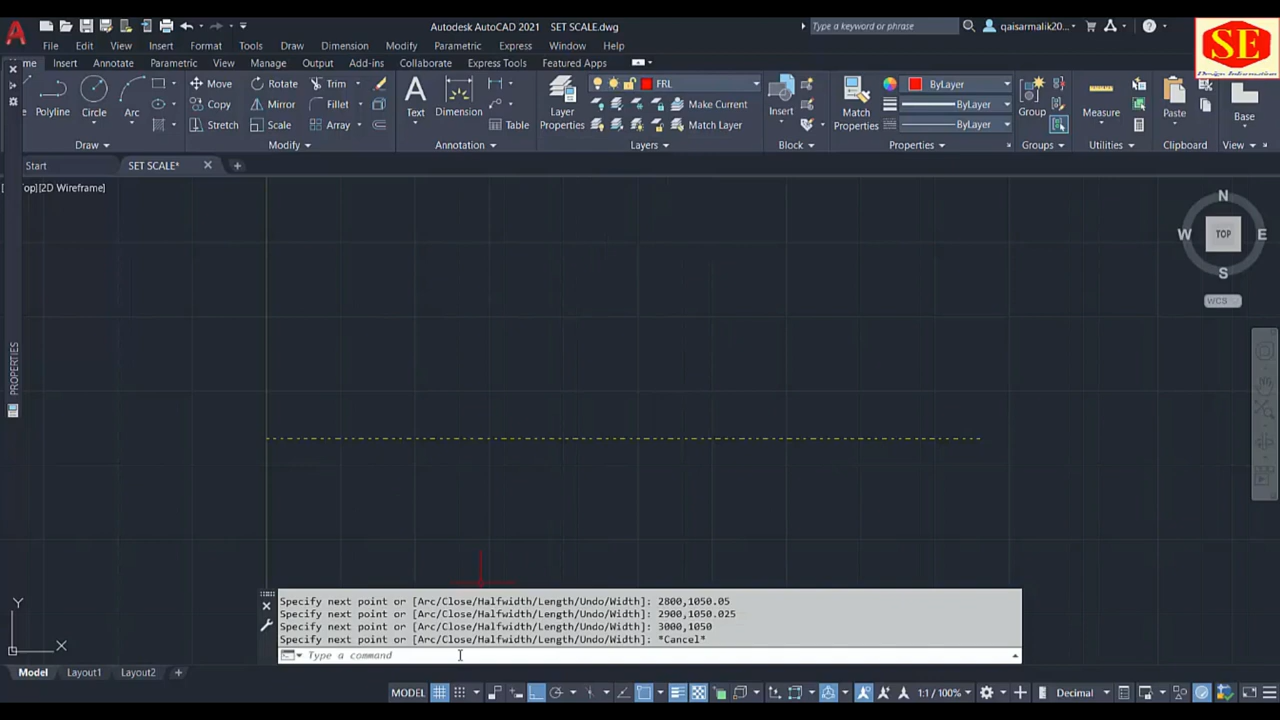 Autodesk AutoCAD 2021 SET SCALE.dwg
Type a keyword or phrase
qaisarmalik20...
SE
Design Information
File Edit View Insert Format Tools Draw Dimension Modify Parametric Express Window Help
me Insert Annotate Parametric View Manage Output Add-ins Collaborate Express Tools Featured Apps
Move Rotate Trim
FRL
ByLayer
Polyline Circle Arc
Copy Mirror Fillet
Text Dimension
Layer Properties
Make Current
Insert
Match Properties
ByLayer
Group
Measure
Paste
Base
Stretch Scale Array
Table
Match Layer
ByLayer
Draw Modify Annotation Layers Block Properties Groups Utilities Clipboard View
Start SET SCALE*
op][2D Wireframe]
N
W TOP E
S
WCS
PROPERTIES
Specify next point or [Arc/Close/Halfwidth/Length/Undo/Width]: 2800,1050.05
Specify next point or [Arc/Close/Halfwidth/Length/Undo/Width]: 2900,1050.025
Specify next point or [Arc/Close/Halfwidth/Length/Undo/Width]: 3000,1050
Specify next point or [Arc/Close/Halfwidth/Length/Undo/Width]: *Cancel*
Type a command
Y
X
Model Layout1 Layout2
MODEL 1:1 / 100% Decimal